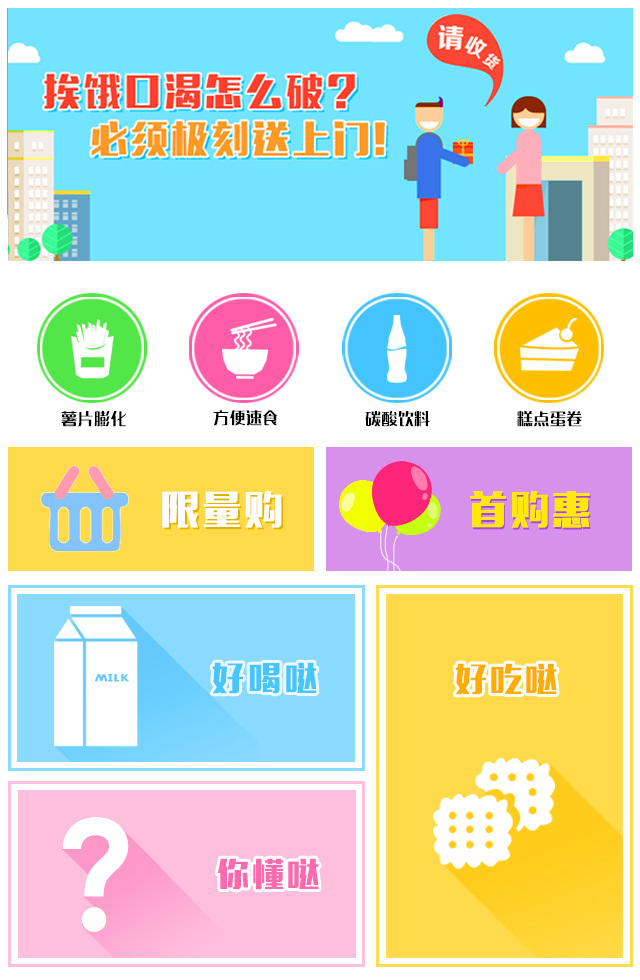 请收货
挨饿口渴怎么破?
必须极刻送上门!
薯片膨化
方便速食
碳酸饮料
糕点蛋卷
限量购
首购惠
MILK
好喝哒
好吃哒
你懂哒